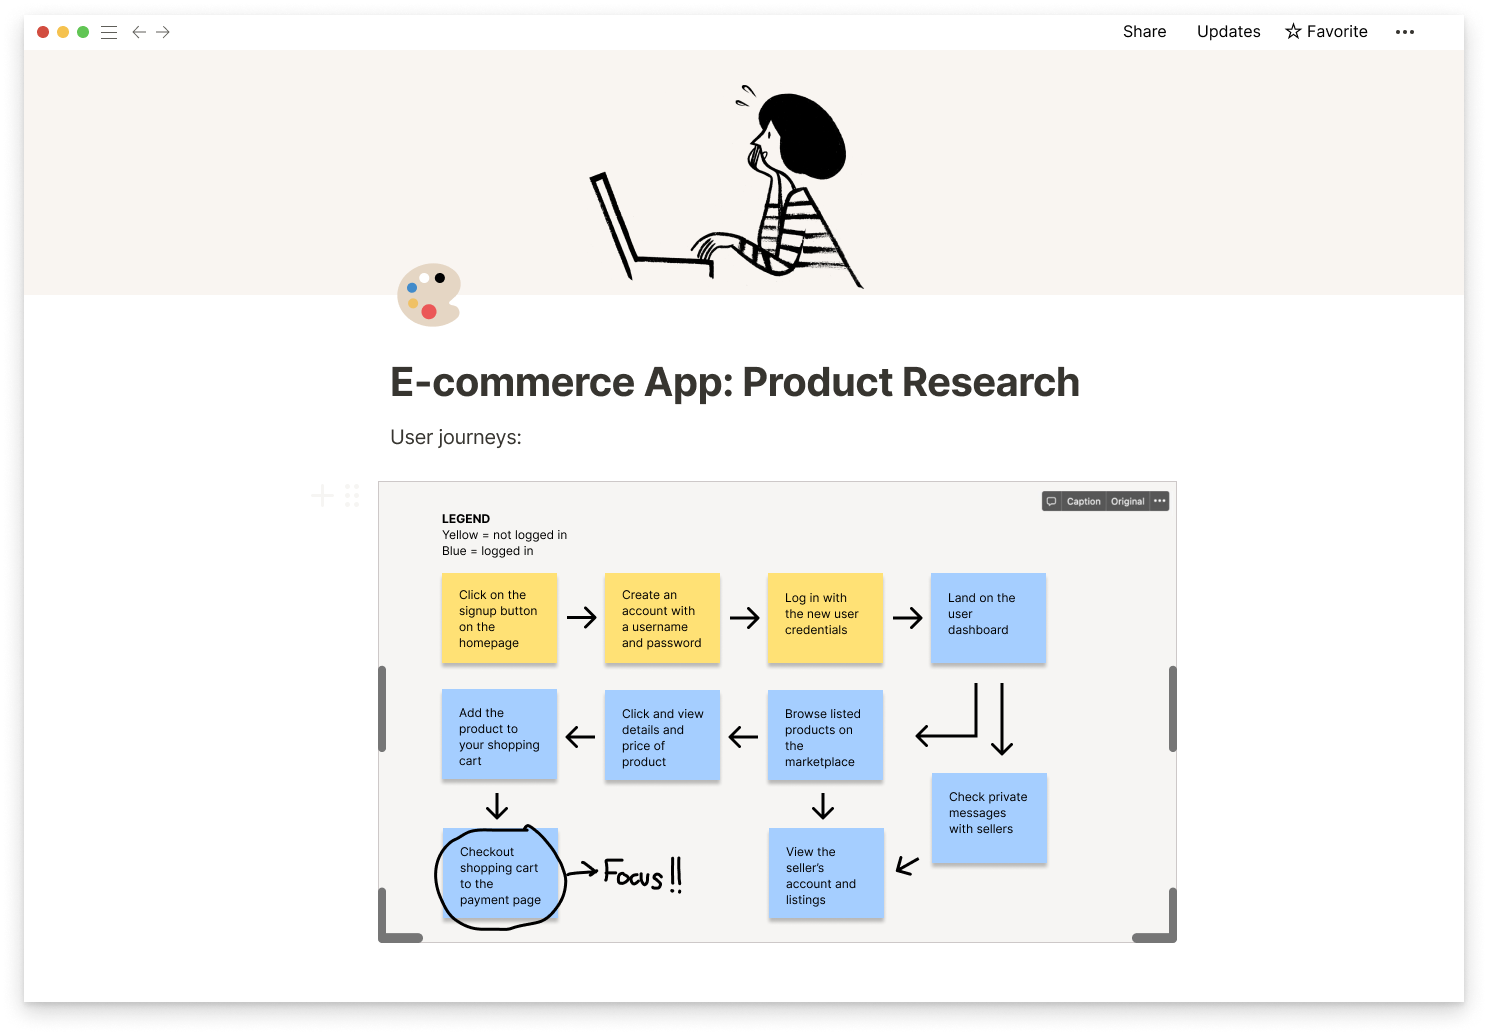 Share Updates Favorite
E-commerce App: Product Research
User journeys:
Caption Original
LEGEND
Yellow = not logged in
Blue = logged in
Click on the
signup button
on the
homepage
Create an
account with
a username
and password
Log in with
the new user
credentials
Land on the
user
dashboard
Add the
product to
your shopping
cart
Click and view
details and
price of
product
Browse listed
products on
the
marketplace
Check private
messages
with sellers
Checkout
shopping cart
to the
payment page
Focus!!
View the
seller's
account and
listings